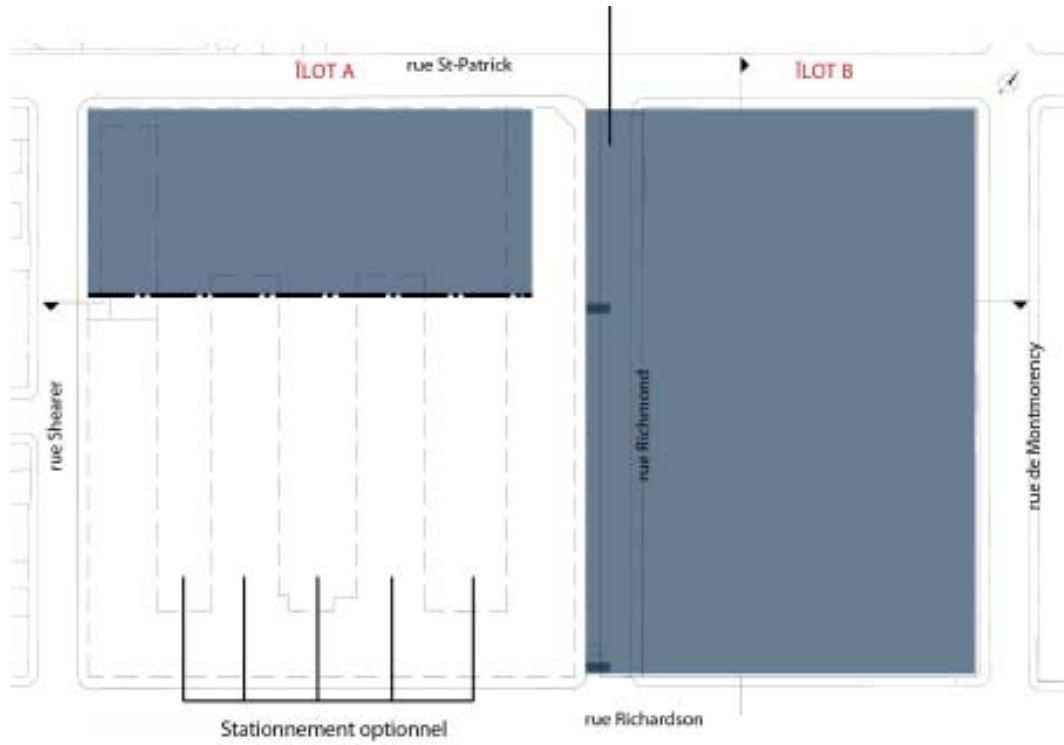 ÎLOT A
rue St-Patrick
ÎLOT B
rue Shearer
rue Richmond
rue de Montmorency
Stationnement optionnel
rue Richardson